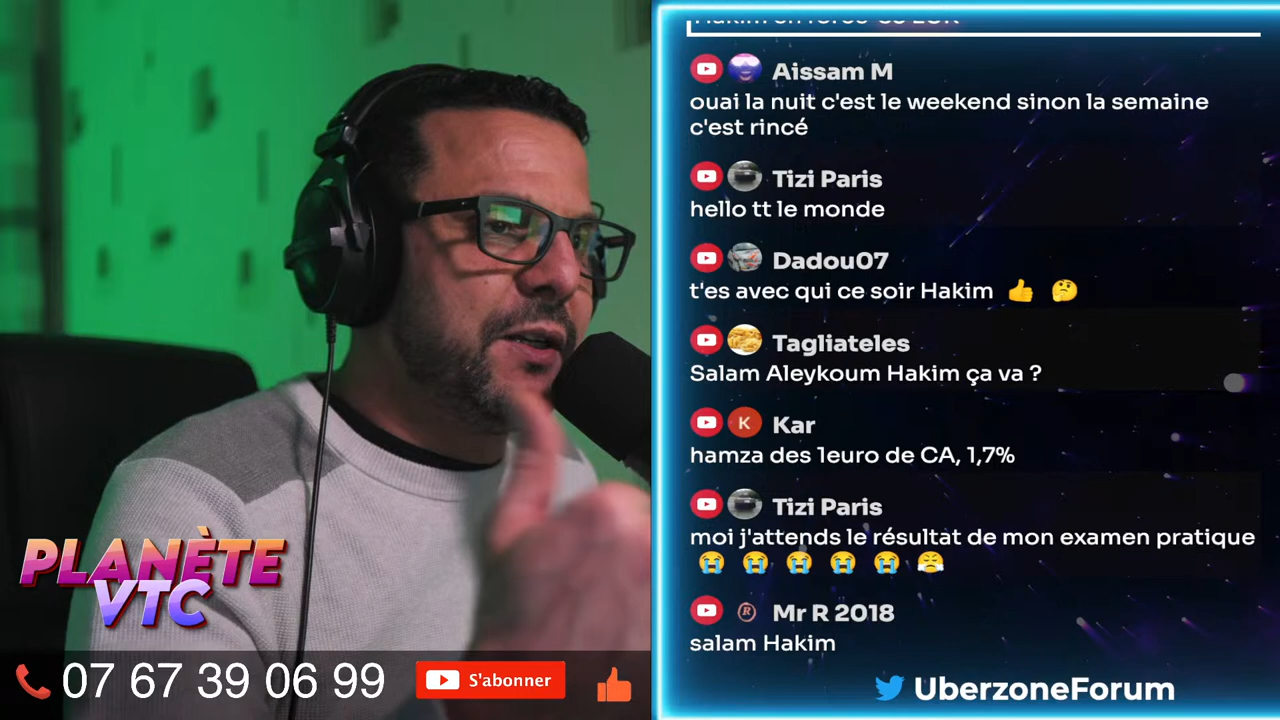 Aissam M
ouai la nuit c'est le weekend sinon la semaine
c'est rincé
Tizi Paris
hello tt le monde
Dadou07
t'es avec qui ce soir Hakim 👍 🤔
Tagliateles
Salam Aleykoum Hakim ça va ?
K Kar
hamza des 1euro de CA, 1,7%
Tizi Paris
moi j'attends le résultat de mon examen pratique
😭 😭 😭 😭 😭 😤
R Mr R 2018
salam Hakim
UberzoneForum
PLANÈTE
VTC
07 67 39 06 99
S'abonner